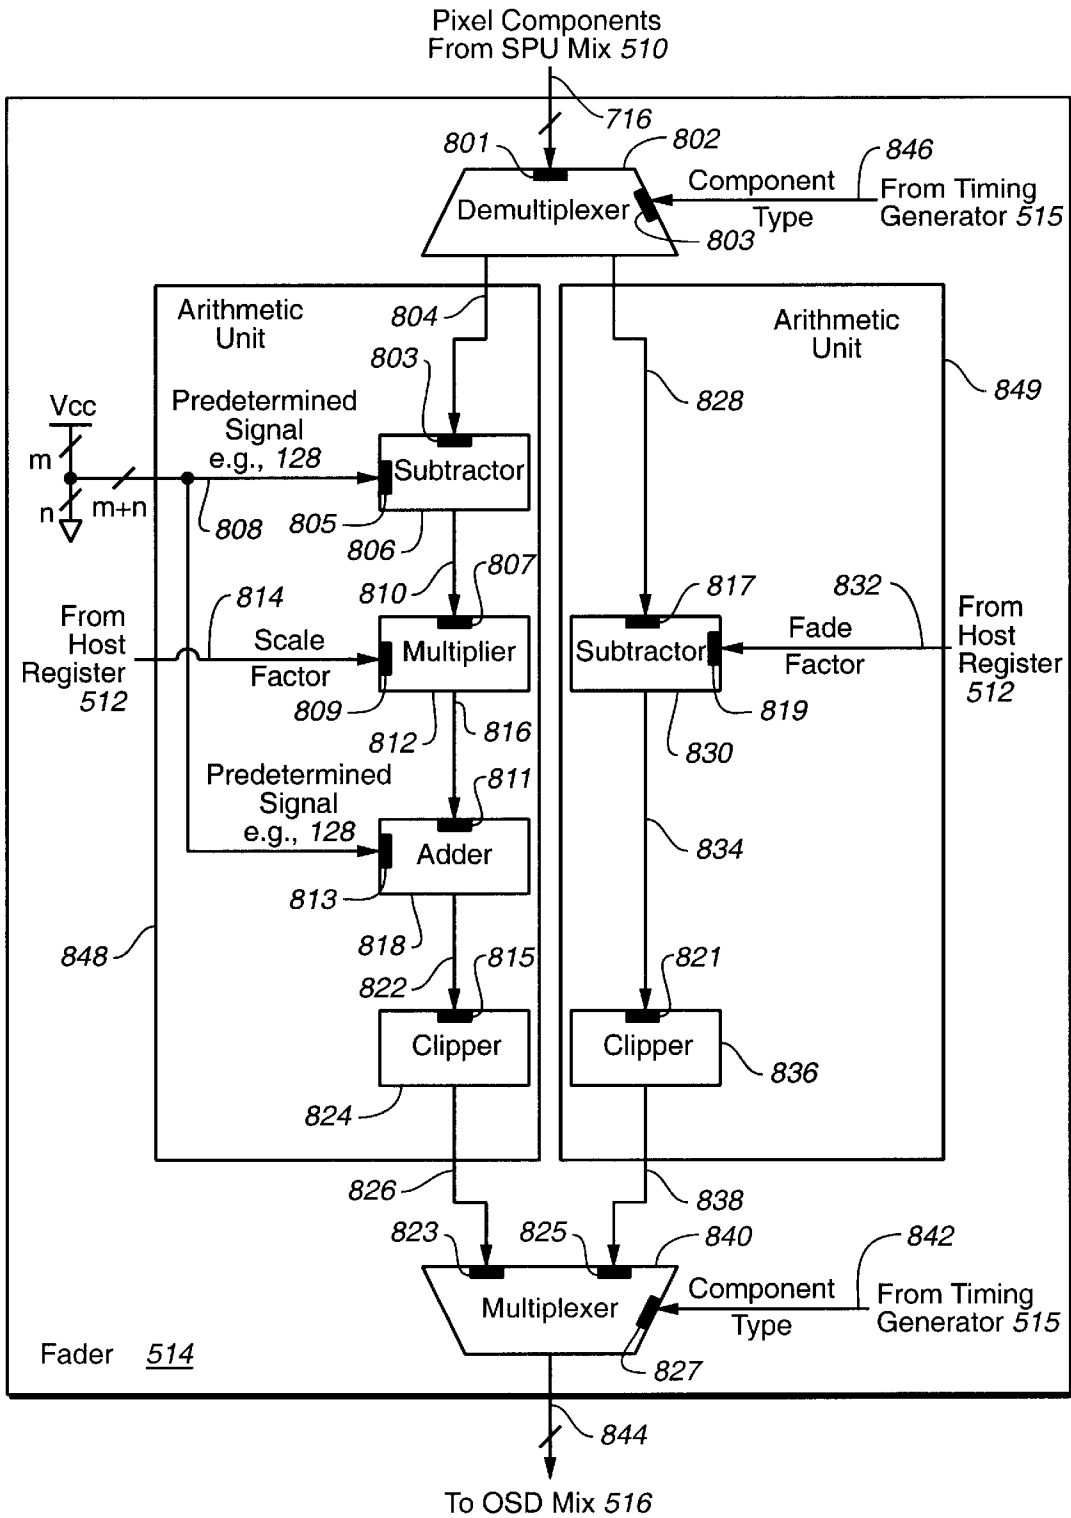 Pixel Components
From SPU Mix 510
716
801
802
846
Component
Type
From Timing
Generator 515
Demultiplexer
803
Arithmetic
Unit
804
Arithmetic
Unit
803
828
849
Vcc
Predetermined
Signal
e.g., 128
m
n
m+n
808
805
Subtractor
806
807
810
814
817
832
From
Host
Register
512
Scale
Factor
Multiplier
Subtractor
Fade
Factor
From
Host
Register
512
809
812
816
819
830
Predetermined
Signal
e.g., 128
811
Adder
834
813
818
848
822
815
821
Clipper
Clipper
824
836
826
838
823
825
840
842
Multiplexer
Component
Type
From Timing
Generator 515
827
Fader 514
844
To OSD Mix 516